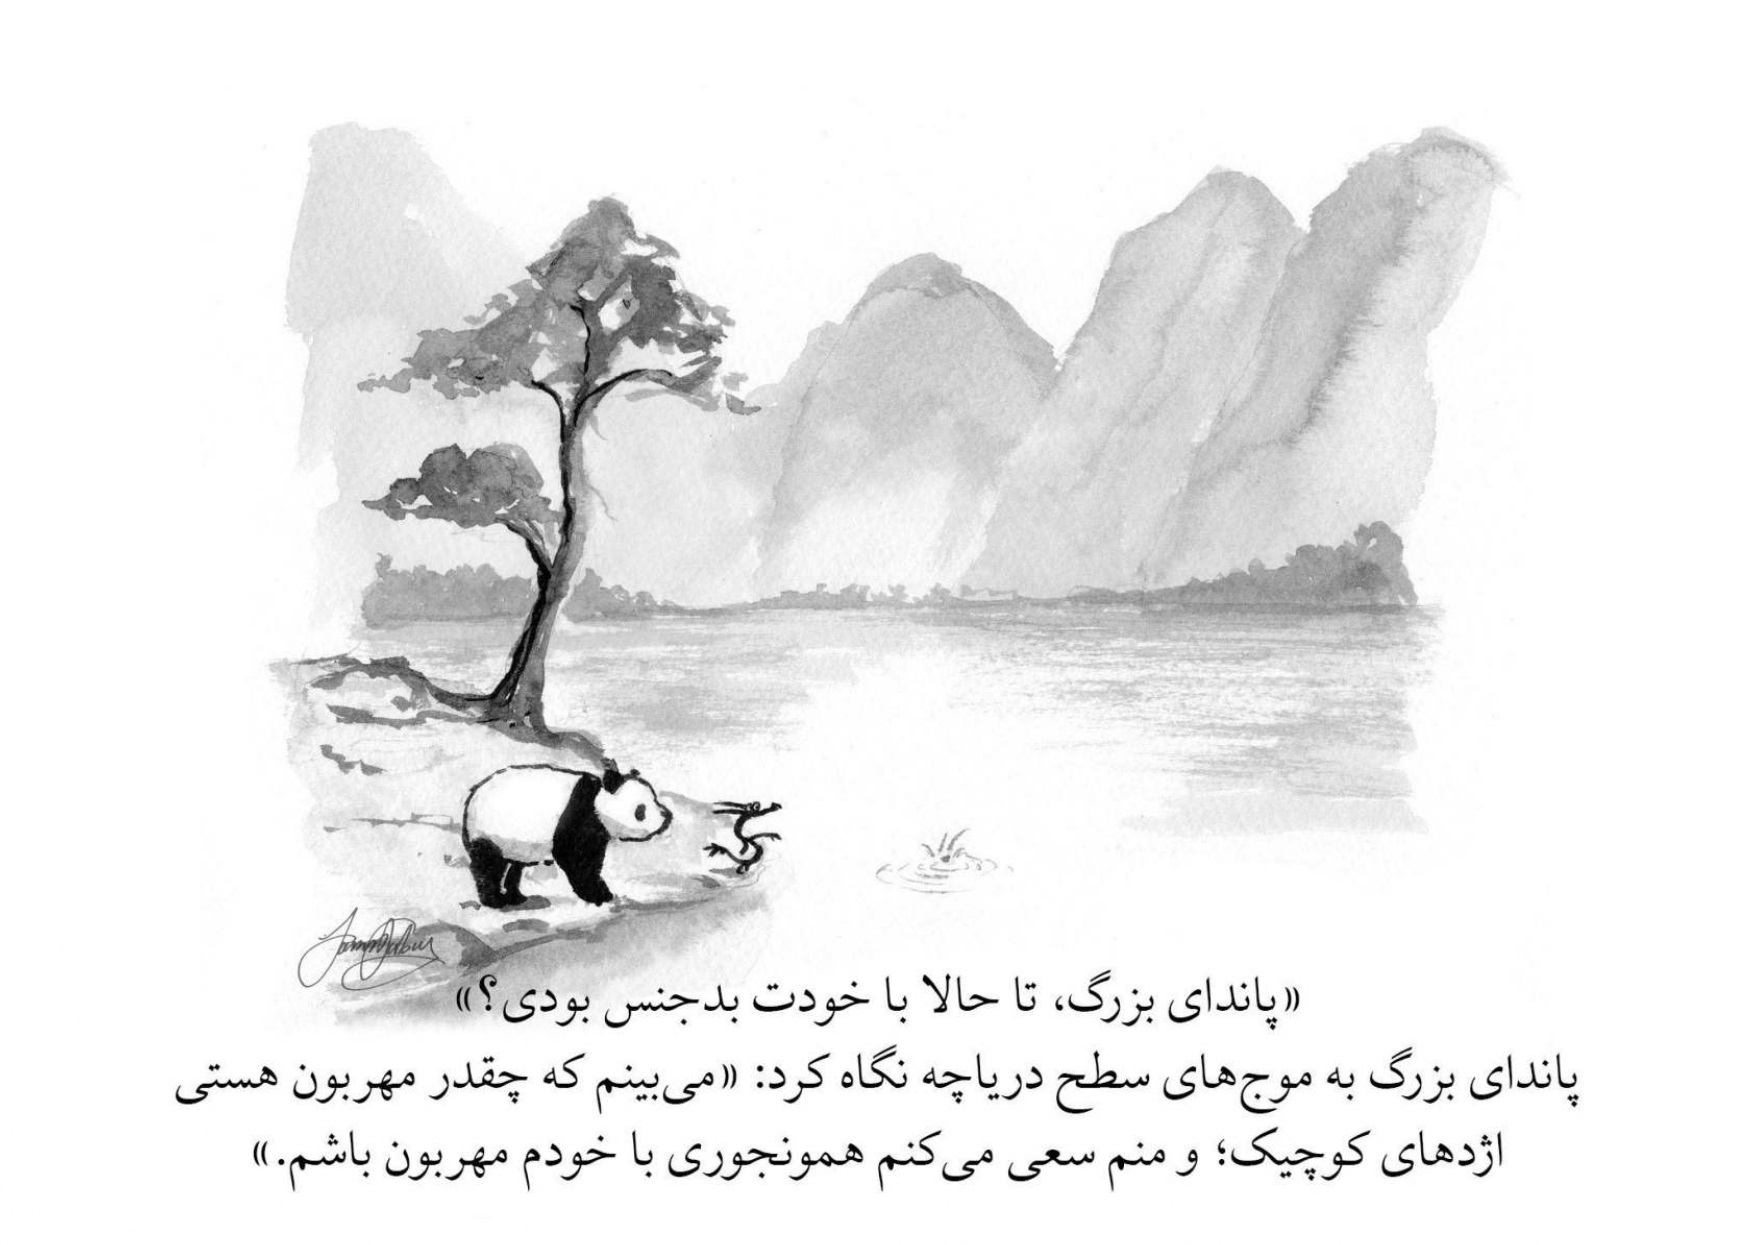 «پاندای بزرگ، تا حالا با خودت بدجنس بودی؟»
پاندای بزرگ به موج‌های سطح دریاچه نگاه کرد: «می‌بینم که چقدر مهربون هستی
اژدهای کوچیک؛ و منم سعی می‌کنم همونجوری با خودم مهربون باشم.»